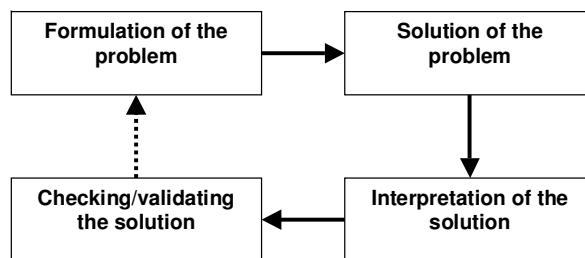 Formulation of the
problem
Solution of the
problem
Checking/validating
the solution
Interpretation of the
solution